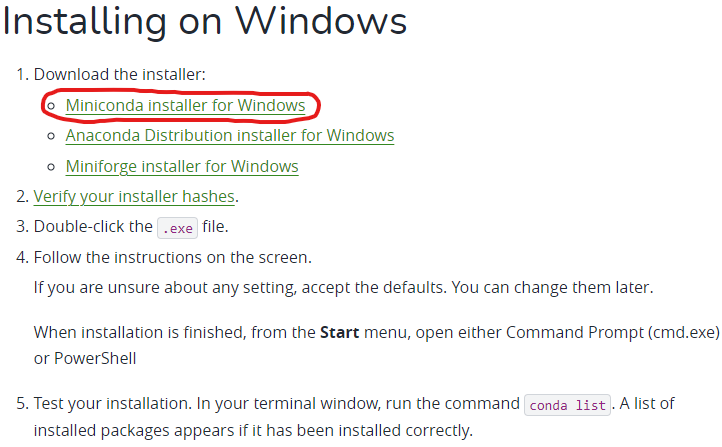 Installing on Windows
1. Download the installer:
Miniconda installer for Windows
Anaconda Distribution installer for Windows
Miniforge installer for Windows
2. Verify your installer hashes.
3. Double-click the .exe file.
4. Follow the instructions on the screen.
If you are unsure about any setting, accept the defaults. You can change them later.
When installation is finished, from the Start menu, open either Command Prompt (cmd.exe)
or PowerShell
5. Test your installation. In your terminal window, run the command conda list. A list of
installed packages appears if it has been installed correctly.